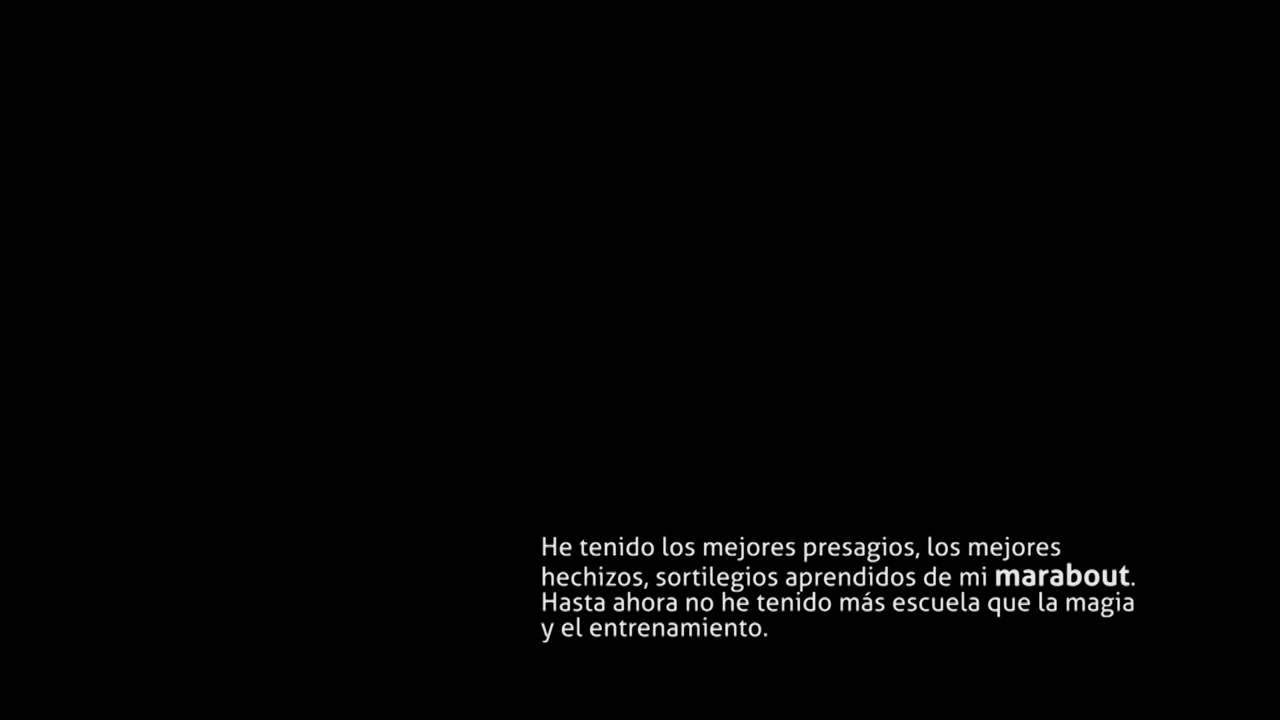 He tenido los mejores presagios, los mejores
hechizos, sortilegios aprendidos de mi marabout.
Hasta ahora no he tenido más escuela que la magia
y el entrenamiento.